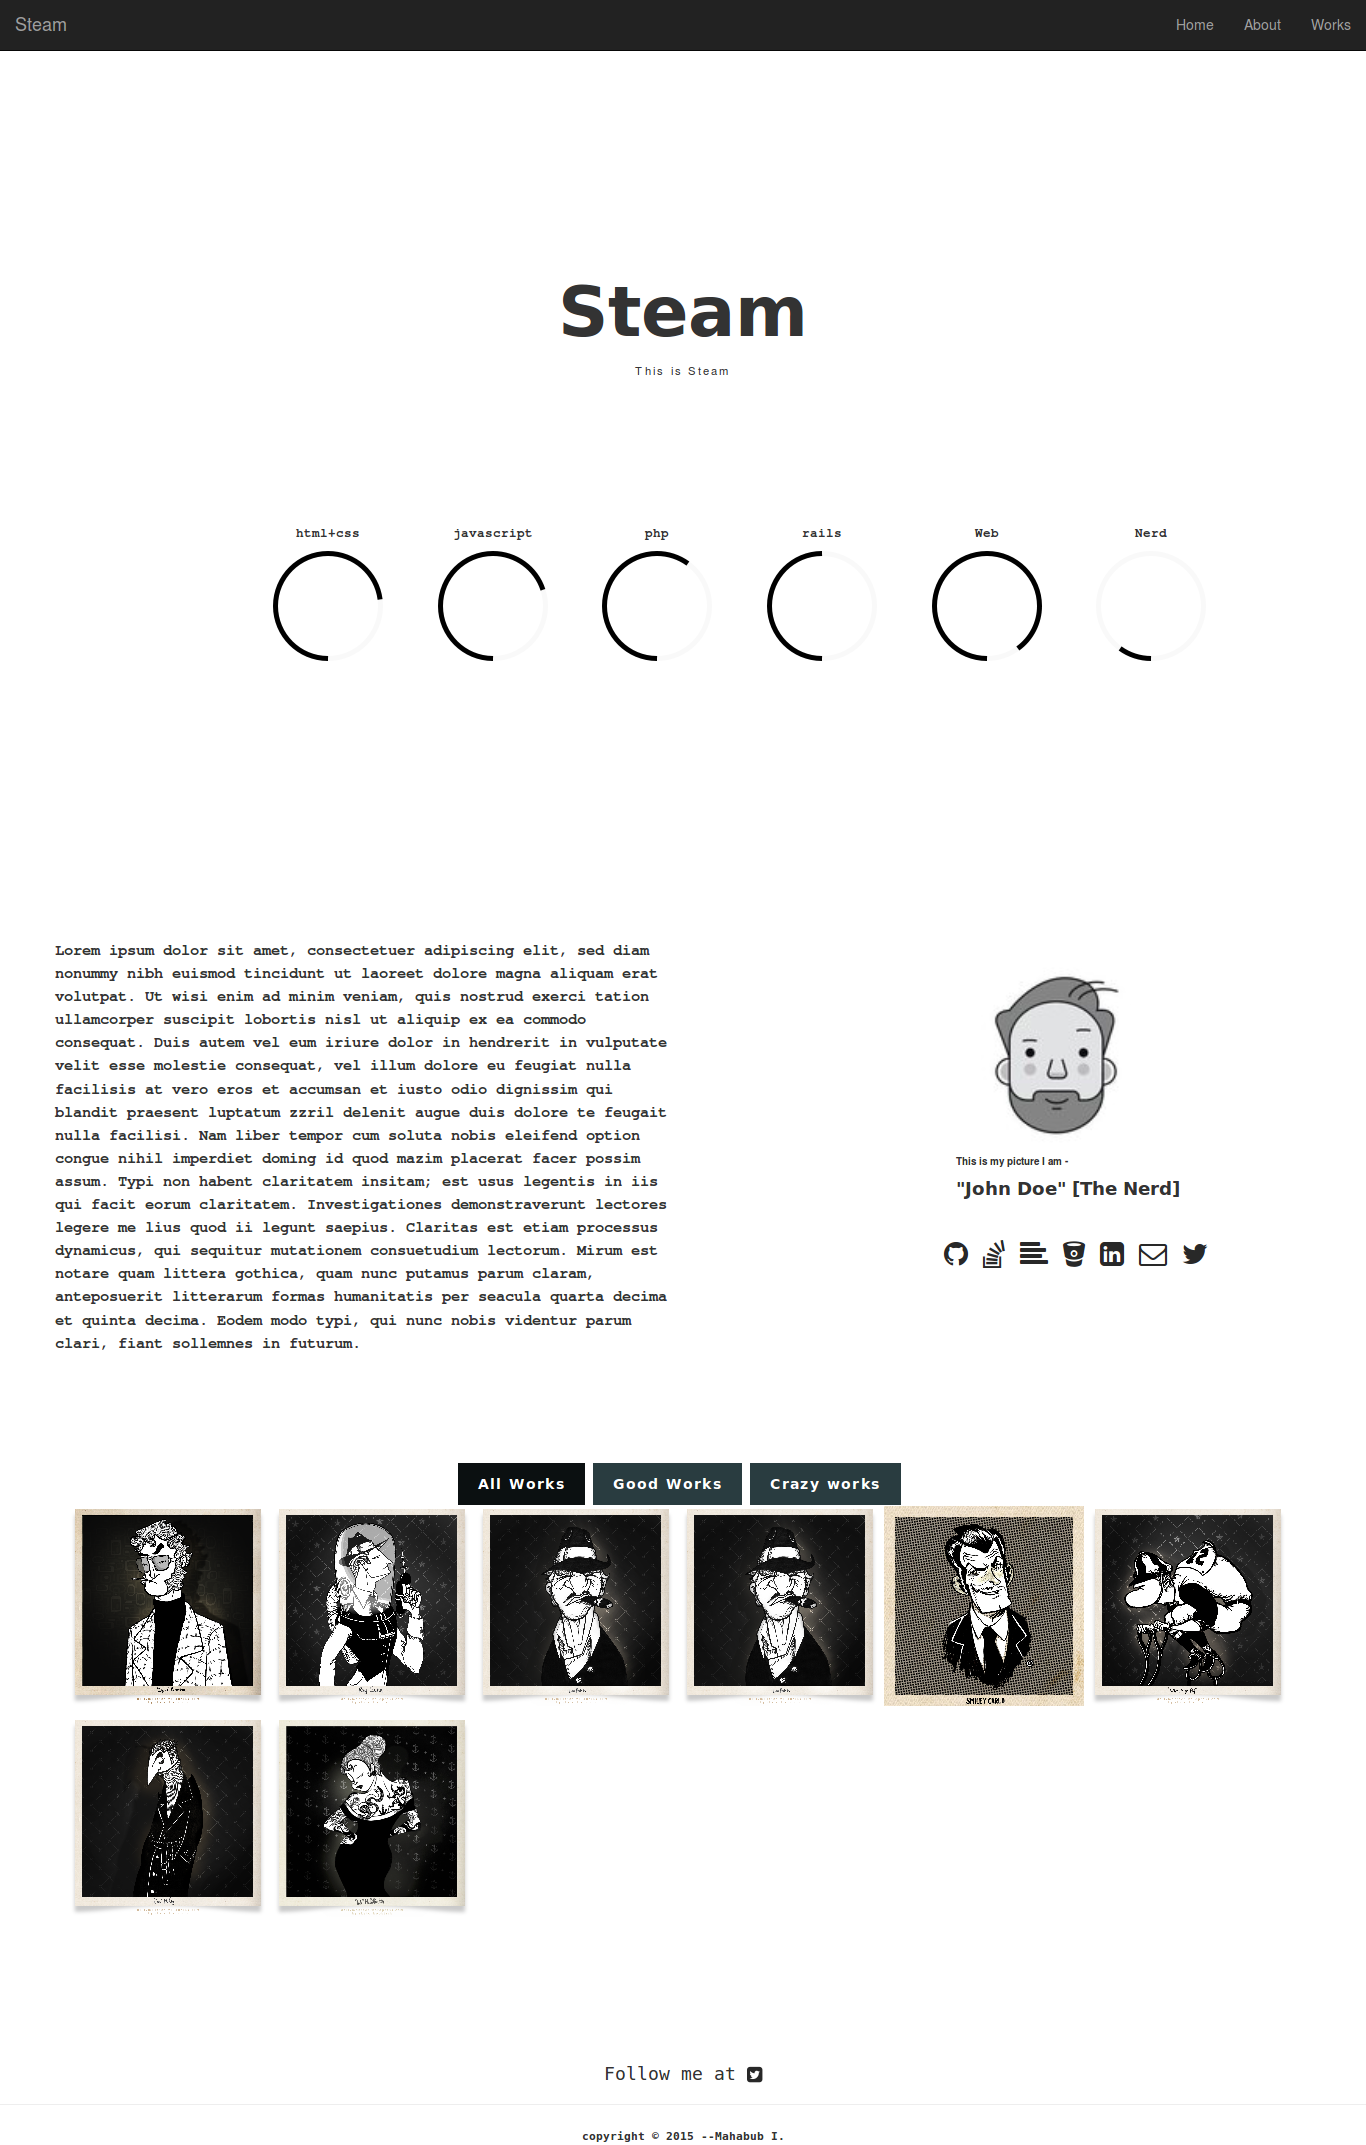 Steam
Home About Works
Steam
This is Steam
html+css javascript php rails Web Nerd
Lorem ipsum dolor sit amet, consectetuer adipiscing elit, sed diam
nonummy nibh euismod tincidunt ut laoreet dolore magna aliquam erat
volutpat. Ut wisi enim ad minim veniam, quis nostrud exerci tation
ullamcorper suscipit lobortis nisl ut aliquip ex ea commodo
consequat. Duis autem vel eum iriure dolor in hendrerit in vulputate
velit esse molestie consequat, vel illum dolore eu feugiat nulla
facilisis at vero eros et accumsan et iusto odio dignissim qui
blandit praesent luptatum zzril delenit augue duis dolore te feugait
nulla facilisi. Nam liber tempor cum soluta nobis eleifend option
congue nihil imperdiet doming id quod mazim placerat facer possim
assum. Typi non habent claritatem insitam; est usus legentis in iis
qui facit eorum claritatem. Investigationes demonstraverunt lectores
legere me lius quod ii legunt saepius. Claritas est etiam processus
dynamicus, qui sequitur mutationem consuetudium lectorum. Mirum est
notare quam littera gothica, quam nunc putamus parum claram,
anteposuerit litterarum formas humanitatis per seacula quarta decima
et quinta decima. Eodem modo typi, qui nunc nobis videntur parum
clari, fiant sollemnes in futurum.
This is my picture I am -
"John Doe" [The Nerd]
All Works Good Works Crazy works
SMILEY CARLO
Follow me at
copyright © 2015 --Mahabub I.